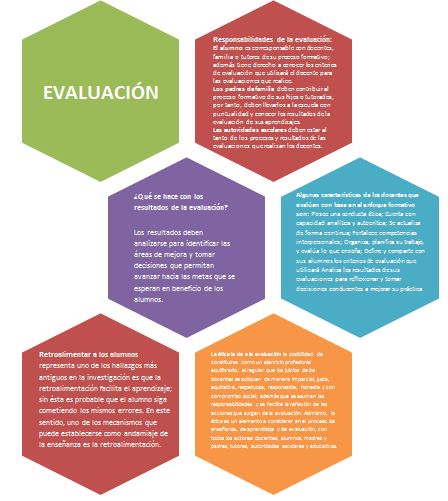 EVALUACIÓN
Responsabilidades de la evaluación:
El alumno es corresponsable con docentes,
familia o tutores de su proceso formativo;
además tiene derecho a conocer los criterios
de evaluación que utilizará el docente para
las evaluaciones que realice.
Los padres de familia deben contribuir al
proceso formativo de sus hijos o tutorados,
por tanto, deben llevarlos a la escuela con
puntualidad y conocer los resultados de la
evaluación de sus aprendizajes.
Las autoridades escolares deben estar al
tanto de los procesos y resultados de las
evaluaciones que realizan los docentes.
¿Qué se hace con los
resultados de la evaluación?
Los resultados deben
analizarse para identificar las
áreas de mejora y tomar
decisiones que permitan
avanzar hacia las metas que se
esperan en beneficio de los
alumnos.
Algunas características de los docentes que
evalúan con base en el enfoque formativo
son: Posee una conducta ética; Cuenta con
capacidad analítica y autocrítica; Se actualiza
de forma continua; Fortalece competencias
interpersonales; Organiza, planifica su trabajo,
y evalúa lo que enseña; Define y comparte con
sus alumnos los criterios de evaluación que
utilizará Analiza los resultados de sus
evaluaciones para reflexionar y tomar
decisiones conducentes a mejorar su práctica
Retroalimentar a los alumnos
representa uno de los hallazgos más
antiguos en la investigación es que la
retroalimentación facilita el aprendizaje;
sin ésta es probable que el alumno siga
cometiendo los mismos errores. En este
sentido, uno de los mecanismos que
puede establecerse como andamiaje de
la enseñanza es la retroalimentación.
La ética le da a la evaluación la posibilidad de
constituirse como un ejercicio profesional
equilibrado, al regular que los juicios de los
docentes se apliquen de manera imparcial, justa,
equitativa, respetuosa, responsable, honesta y con
compromiso social; además que se asuman las
responsabilidades y se facilite la reflexión de las
acciones que surgen de la evaluación. Asimismo, la
ética es un elemento a considerar en el proceso de
enseñanza, de aprendizaje y de evaluación, con
todos los actores: docentes, alumnos, madres y
padres, tutores, autoridades escolares y educativas.